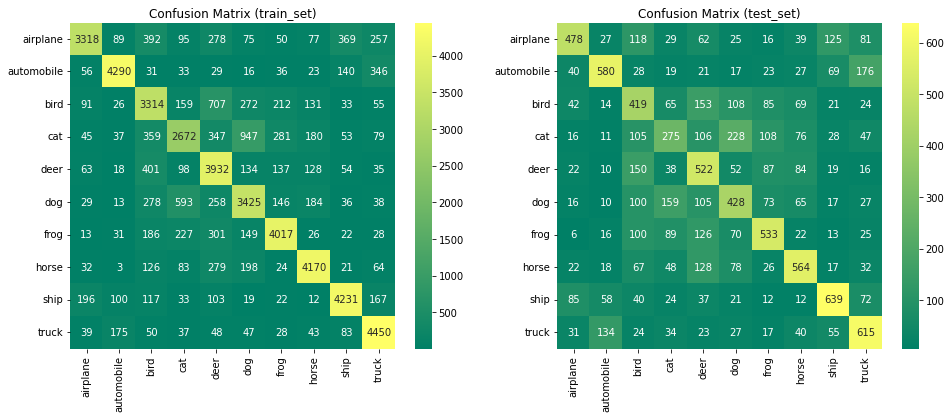 Confusion Matrix (train_set)
airplane 3318 89 392 95 278 75 50 77 369 257
automobile 56 4290 31 33 29 16 36 23 140 346
bird 91 26 3314 159 707 272 212 131 33 55
cat 45 37 359 2672 347 947 281 180 53 79
deer 63 18 401 98 3932 134 137 128 54 35
dog 29 13 278 593 258 3425 146 184 36 38
frog 13 31 186 227 301 149 4017 26 22 28
horse 32 3 126 83 279 198 24 4170 21 64
ship 196 100 117 33 103 19 22 12 4231 167
truck 39 175 50 37 48 47 28 43 83 4450
airplane automobile bird cat deer dog frog horse ship truck
4000
3500
3000
2500
2000
1500
1000
500
Confusion Matrix (test_set)
airplane 478 27 118 29 62 25 16 39 125 81
automobile 40 580 28 19 21 17 23 27 69 176
bird 42 14 419 65 153 108 85 69 21 24
cat 16 11 105 275 106 228 108 76 28 47
deer 22 10 150 38 522 52 87 84 19 16
dog 16 10 100 159 105 428 73 65 17 27
frog 6 16 100 89 126 70 533 22 13 25
horse 22 18 67 48 128 78 26 564 17 32
ship 85 58 40 24 37 21 12 12 639 72
truck 31 134 24 34 23 27 17 40 55 615
airplane automobile bird cat deer dog frog horse ship truck
600
500
400
300
200
100